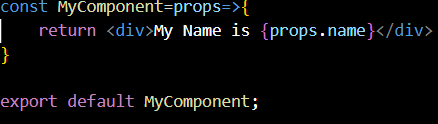 const MyComponent=props=>{
    return <div>My Name is {props.name}</div>
}

export default MyComponent;